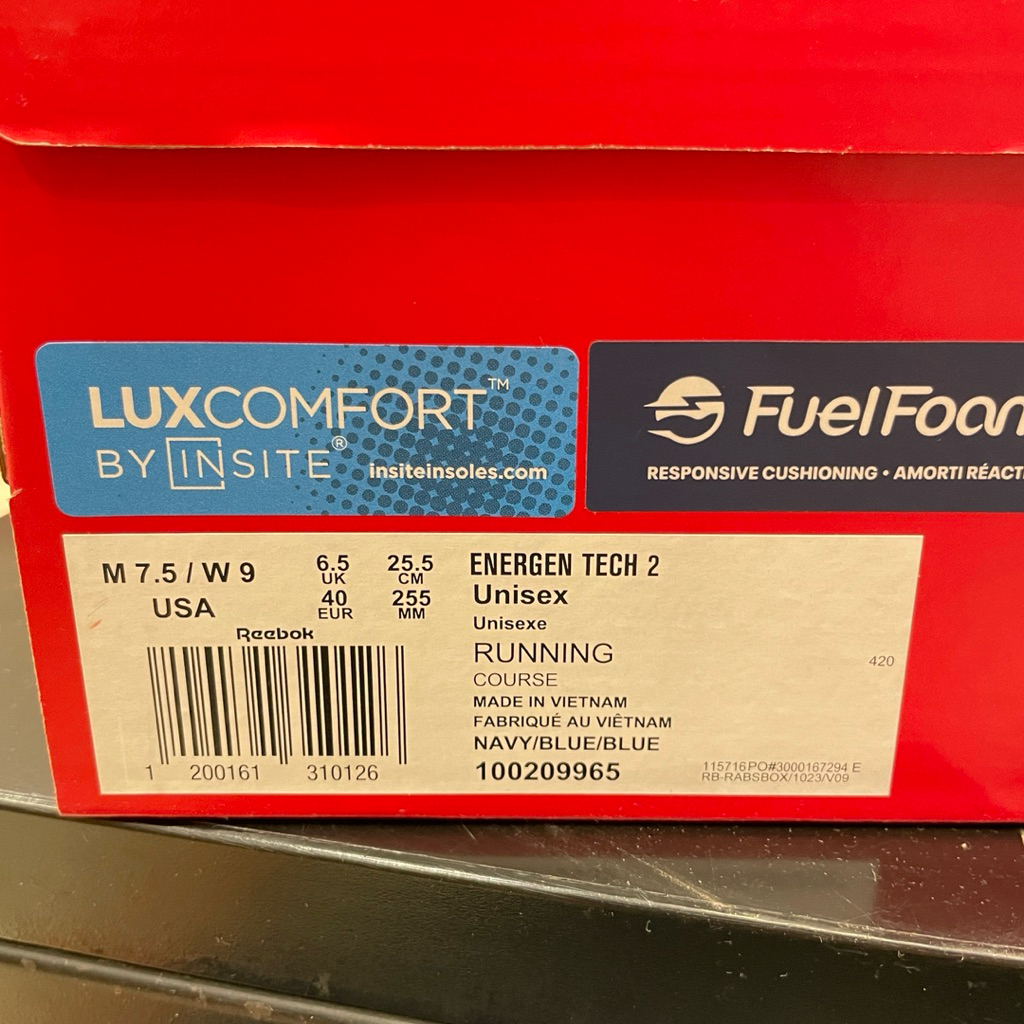 LUXCOMFORT™
BY INSITE®
insiteinsoles.com
FuelFoam
RESPONSIVE CUSHIONING • AMORTI
M 7.5 / W 9
USA
6.5
UK
25.5
CM
40
EUR
255
MM
Reebok
1 200161 310126
ENERGEN TECH 2
Unisex
Unisexe
RUNNING
COURSE
420
MADE IN VIETNAM
FABRIQUÉ AU VIÊTNAM
NAVY/BLUE/BLUE
100209965
115716PO#3000167294 E
RB-RABSBOX/1023/V09